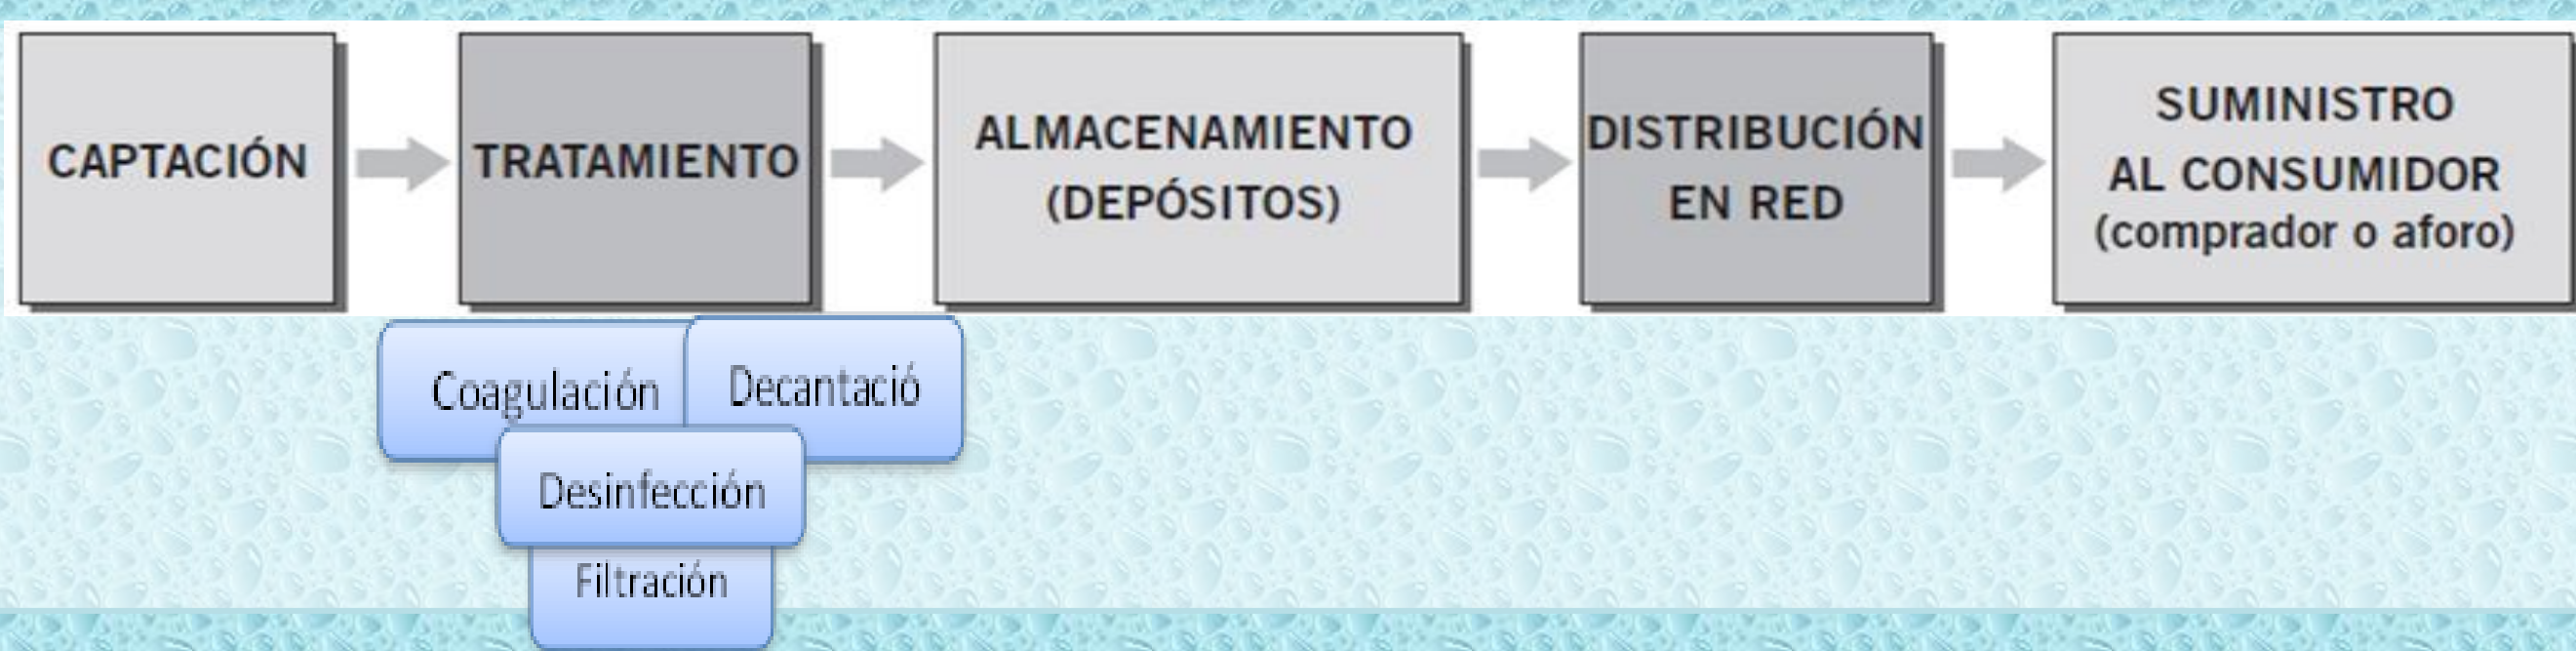 CAPTACIÓN
TRATAMIENTO
ALMACENAMIENTO
(DEPÓSITOS)
DISTRIBUCIÓN
EN RED
SUMINISTRO
AL CONSUMIDOR
(comprador o aforo)
Coagulación
Decantació
Desinfección
Filtración